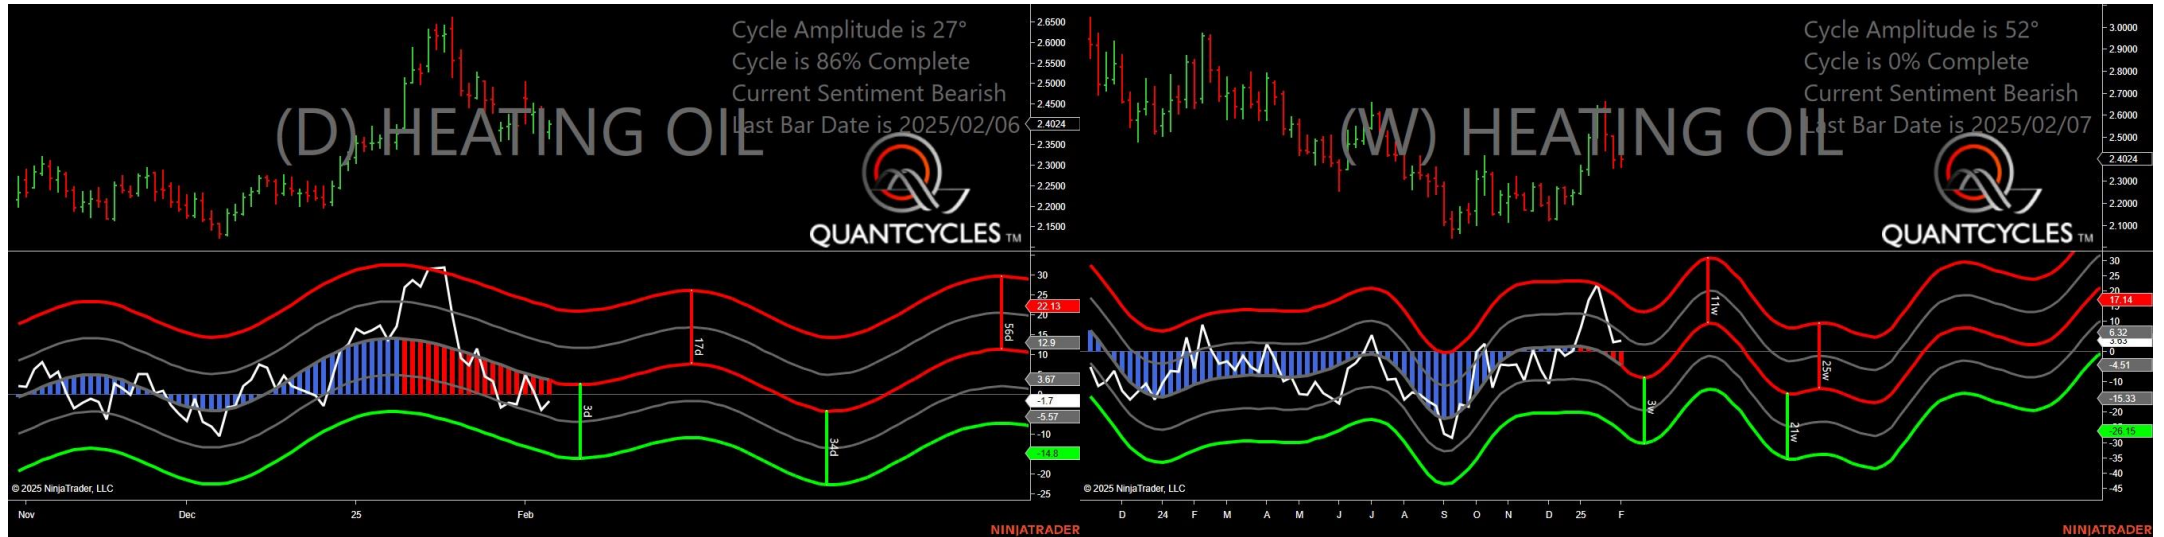 Cycle Amplitude is 27°
Cycle is 86% Complete
Current Sentiment Bearish
Last Bar Date is 2025/02/06
(D) HEATING OIL
QUANTCYCLES TM
2.6500
2.6000
2.5500
2.5000
2.4500
2.4024
2.3500
2.3000
2.2500
2.2000
2.1500
30
25
22.13
20
15
12.9
10
3.67
-1.7
-5.57
-10
-14.8
-20
-25
3d
17d
34d
56d
© 2025 NinjaTrader, LLC
Nov Dec 25 Feb
NINJATRADER
Cycle Amplitude is 52°
Cycle is 0% Complete
Current Sentiment Bearish
Last Bar Date is 2025/02/07
(W) HEATING OIL
QUANTCYCLES TM
3.0000
2.9000
2.8000
2.7000
2.6000
2.5000
2.4024
2.3000
2.2000
2.1000
30
25
20
17.14
10
6.32
3.63
0
-4.51
-10
-15.33
-20
-26.15
-30
-35
-40
-45
3w
11w
21w
25w
© 2025 NinjaTrader, LLC
D 24 F M A M J J A S O N D 25 F
NINJATRADER